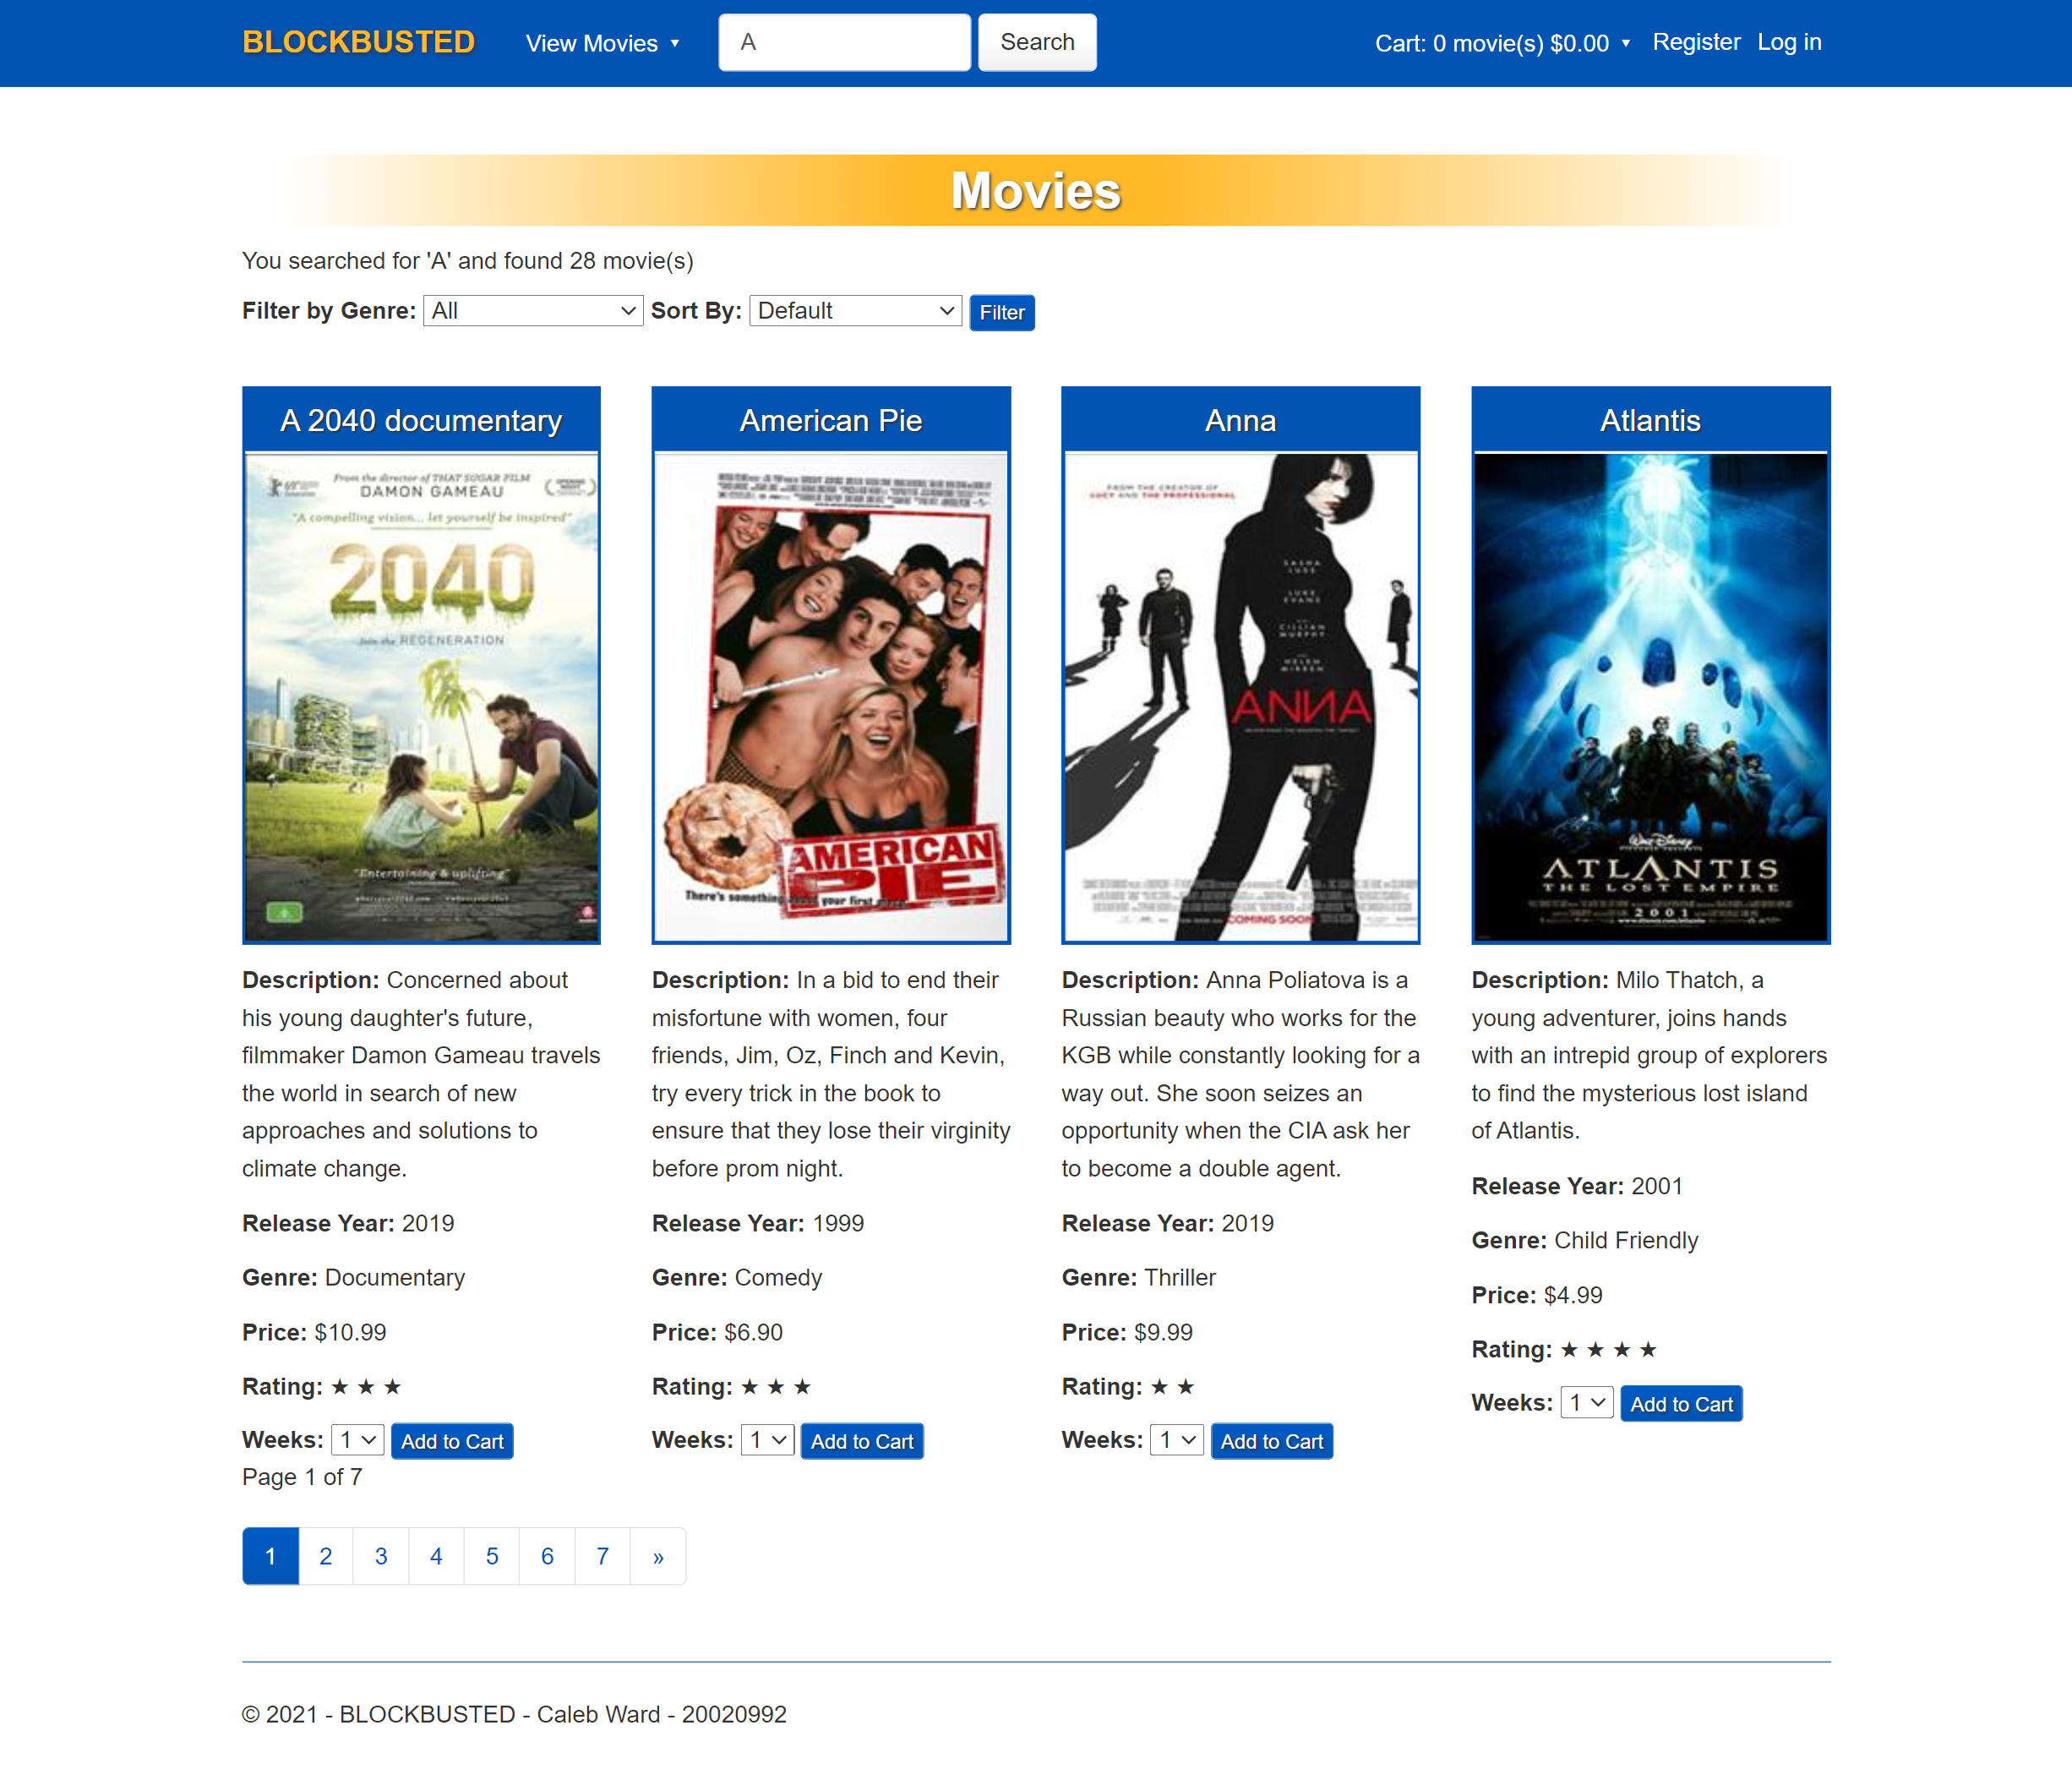 BLOCKBUSTED View Movies ▼ A Search Cart: 0 movie(s) $0.00 ▼ Register Log in
Movies
You searched for 'A' and found 28 movie(s)
Filter by Genre: All Sort By: Default Filter
A 2040 documentary
From the director of THAT SUGAR FILM
DAMON GAMEAU
"A compelling vision... let yourself be inspired"
2040
Join the REGENERATION
"Entertaining & uplifting"
Description: Concerned about
his young daughter's future,
filmmaker Damon Gameau travels
the world in search of new
approaches and solutions to
climate change.
Release Year: 2019
Genre: Documentary
Price: $10.99
Rating: ★ ★ ★
Weeks: 1 Add to Cart
American Pie
AMERICAN
PIE
There's something about your first piece
Description: In a bid to end their
misfortune with women, four
friends, Jim, Oz, Finch and Kevin,
try every trick in the book to
ensure that they lose their virginity
before prom night.
Release Year: 1999
Genre: Comedy
Price: $6.90
Rating: ★ ★ ★
Weeks: 1 Add to Cart
Anna
FROM THE CREATOR OF
LUCY AND THE PROFESSIONAL
SASHA
LUSS
LUKE
EVANS
CILLIAN
MURPHY
HELEN
MIRREN
ANИA
COMING SOON
Description: Anna Poliatova is a
Russian beauty who works for the
KGB while constantly looking for a
way out. She soon seizes an
opportunity when the CIA ask her
to become a double agent.
Release Year: 2019
Genre: Thriller
Price: $9.99
Rating: ★ ★
Weeks: 1 Add to Cart
Atlantis
Walt Disney
PICTURES PRESENTS
ATLANTIS
THE LOST EMPIRE
2001
Description: Milo Thatch, a
young adventurer, joins hands
with an intrepid group of explorers
to find the mysterious lost island
of Atlantis.
Release Year: 2001
Genre: Child Friendly
Price: $4.99
Rating: ★ ★ ★ ★
Weeks: 1 Add to Cart
Page 1 of 7
1 2 3 4 5 6 7 »
© 2021 - BLOCKBUSTED - Caleb Ward - 20020992